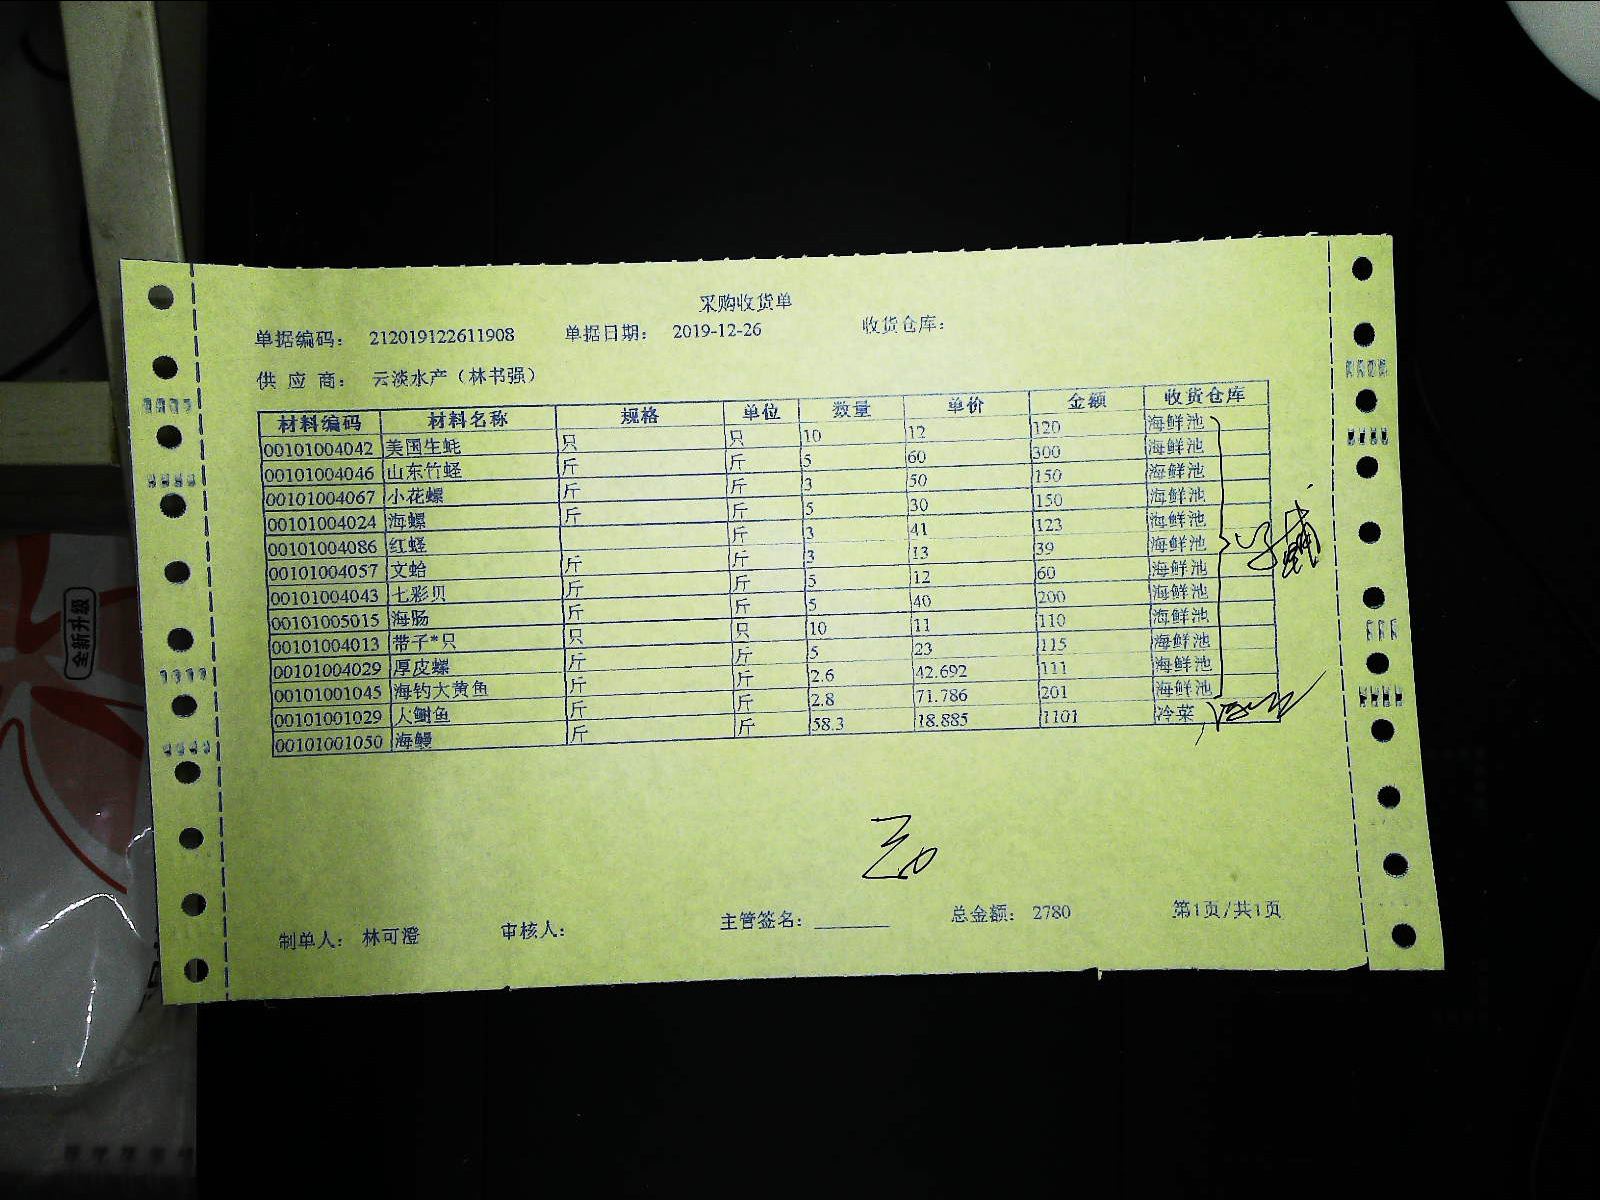 采购收货单
单据编码： 212019122611908 单据日期： 2019-12-26 收货仓库：
供 应 商： 云淡水产（林书强）
材料编码 材料名称 规格 单位 数量 单价 金额 收货仓库
00101004042 美国生蚝 只 只 10 12 120 海鲜池
00101004046 山东竹蛏 斤 斤 5 60 300 海鲜池
00101004067 小花螺 斤 斤 3 50 150 海鲜池
00101004024 海螺 斤 斤 5 30 150 海鲜池
00101004086 红蛏 斤 3 41 123 海鲜池
00101004057 文蛤 斤 斤 3 13 39 海鲜池
00101004043 七彩贝 斤 斤 5 12 60 海鲜池
00101005015 海肠 斤 斤 5 40 200 海鲜池
00101004013 带子*只 只 只 10 11 110 海鲜池
00101004029 厚皮螺 斤 斤 5 23 115 海鲜池
00101001045 海钓大黄鱼 斤 斤 2.6 42.692 111 海鲜池
00101001029 大鲥鱼 斤 斤 2.8 71.786 201 海鲜池
00101001050 海鳗 斤 斤 58.3 18.885 1101 冷菜
制单人： 林可澄 审核人： 主管签名： 总金额： 2780 第1页/共1页
全新升级